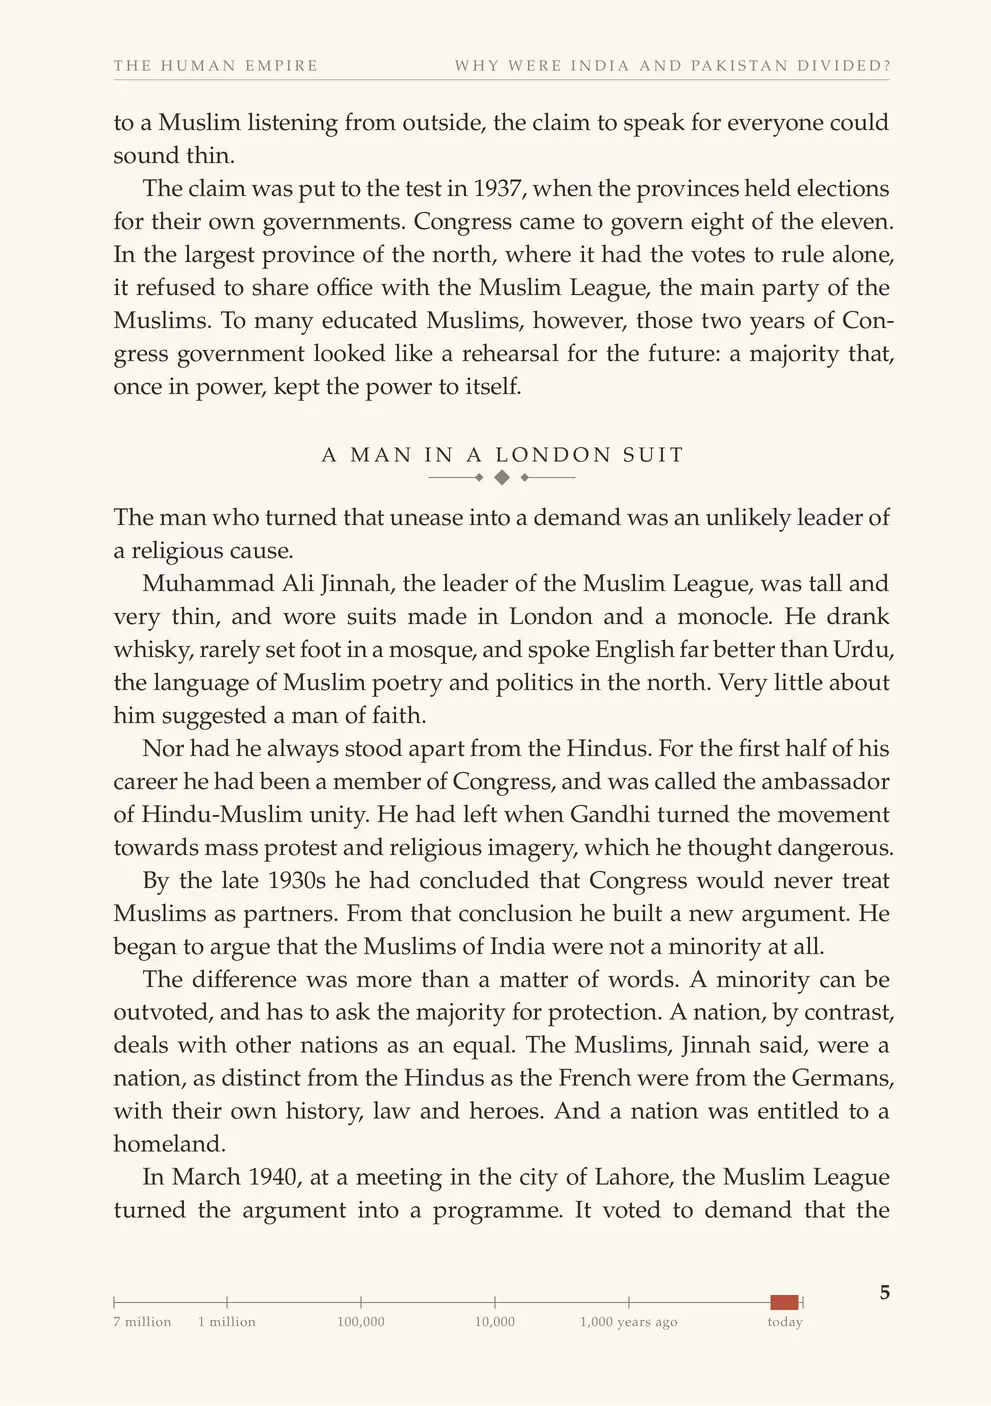 THE HUMAN EMPIRE
WHY WERE INDIA AND PAKISTAN DIVIDED?
to a Muslim listening from outside, the claim to speak for everyone could
sound thin.
The claim was put to the test in 1937, when the provinces held elections
for their own governments. Congress came to govern eight of the eleven.
In the largest province of the north, where it had the votes to rule alone,
it refused to share office with the Muslim League, the main party of the
Muslims. To many educated Muslims, however, those two years of Con-
gress government looked like a rehearsal for the future: a majority that,
once in power, kept the power to itself.
A MAN IN A LONDON SUIT
The man who turned that unease into a demand was an unlikely leader of
a religious cause.
Muhammad Ali Jinnah, the leader of the Muslim League, was tall and
very thin, and wore suits made in London and a monocle. He drank
whisky, rarely set foot in a mosque, and spoke English far better than Urdu,
the language of Muslim poetry and politics in the north. Very little about
him suggested a man of faith.
Nor had he always stood apart from the Hindus. For the first half of his
career he had been a member of Congress, and was called the ambassador
of Hindu-Muslim unity. He had left when Gandhi turned the movement
towards mass protest and religious imagery, which he thought dangerous.
By the late 1930s he had concluded that Congress would never treat
Muslims as partners. From that conclusion he built a new argument. He
began to argue that the Muslims of India were not a minority at all.
The difference was more than a matter of words. A minority can be
outvoted, and has to ask the majority for protection. A nation, by contrast,
deals with other nations as an equal. The Muslims, Jinnah said, were a
nation, as distinct from the Hindus as the French were from the Germans,
with their own history, law and heroes. And a nation was entitled to a
homeland.
In March 1940, at a meeting in the city of Lahore, the Muslim League
turned the argument into a programme. It voted to demand that the
5
7 million 1 million 100,000 10,000 1,000 years ago today